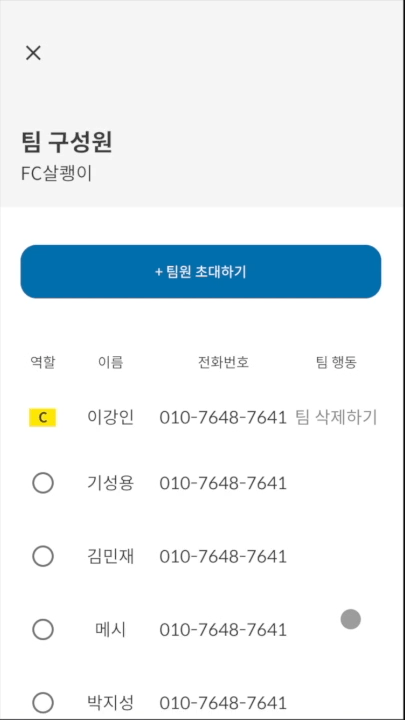 팀 구성원
FC살쾡이
+ 팀원 초대하기
역할 이름 전화번호 팀 행동
C 이강인 010-7648-7641 팀 삭제하기
기성용 010-7648-7641
김민재 010-7648-7641
메시 010-7648-7641
박지성 010-7648-7641